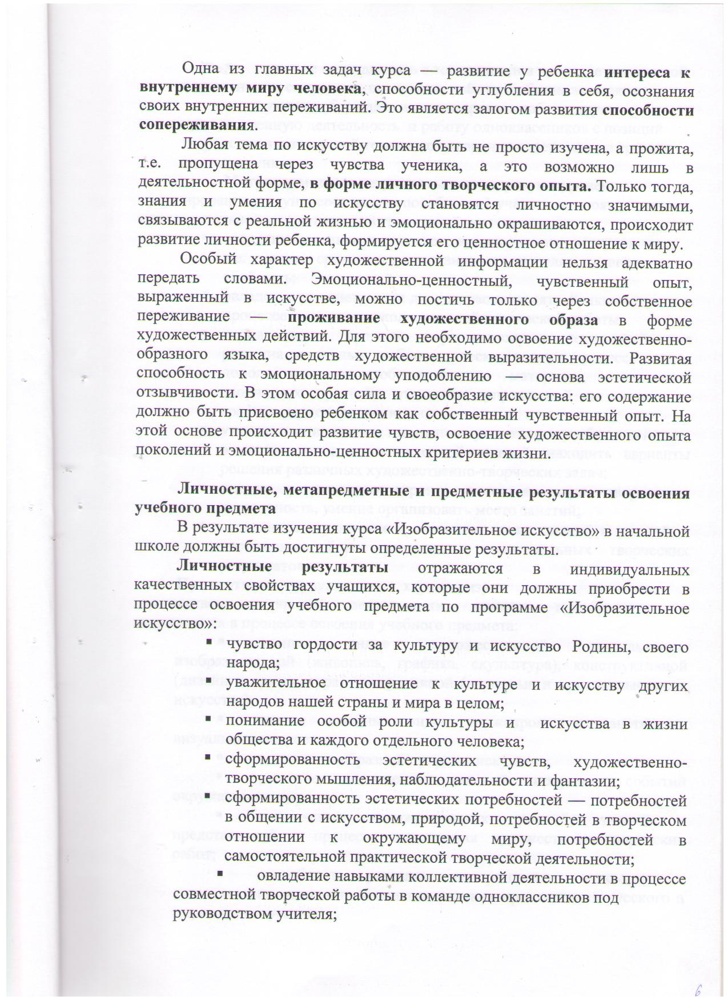 Одна из главных задач курса — развитие у ребенка интереса к
внутреннему миру человека, способности углубления в себя, осознания
своих внутренних переживаний. Это является залогом развития способности
сопереживания.
Любая тема по искусству должна быть не просто изучена, а прожита,
т.е. пропущена через чувства ученика, а это возможно лишь в
деятельностной форме, в форме личного творческого опыта. Только тогда,
знания и умения по искусству становятся личностно значимыми,
связываются с реальной жизнью и эмоционально окрашиваются, происходит
развитие личности ребенка, формируется его ценностное отношение к миру.
Особый характер художественной информации нельзя адекватно
передать словами. Эмоционально-ценностный, чувственный опыт,
выраженный в искусстве, можно постичь только через собственное
переживание — проживание художественного образа в форме
художественных действий. Для этого необходимо освоение художественно-
образного языка, средств художественной выразительности. Развитая
способность к эмоциональному уподоблению — основа эстетической
отзывчивости. В этом особая сила и своеобразие искусства: его содержание
должно быть присвоено ребенком как собственный чувственный опыт. На
этой основе происходит развитие чувств, освоение художественного опыта
поколений и эмоционально-ценностных критериев жизни.
Личностные, метапредметные и предметные результаты освоения
учебного предмета
В результате изучения курса «Изобразительное искусство» в начальной
школе должны быть достигнуты определенные результаты.
Личностные результаты отражаются в индивидуальных
качественных свойствах учащихся, которые они должны приобрести в
процессе освоения учебного предмета по программе «Изобразительное
искусство»:
▪ чувство гордости за культуру и искусство Родины, своего
народа;
▪ уважительное отношение к культуре и искусству других
народов нашей страны и мира в целом;
▪ понимание особой роли культуры и искусства в жизни
общества и каждого отдельного человека;
▪ сформированность эстетических чувств, художественно-
творческого мышления, наблюдательности и фантазии;
▪ сформированность эстетических потребностей — потребностей
в общении с искусством, природой, потребностей в творческом
отношении к окружающему миру, потребностей в
самостоятельной практической творческой деятельности;
▪ овладение навыками коллективной деятельности в процессе
совместной творческой работы в команде одноклассников под
руководством учителя;
6